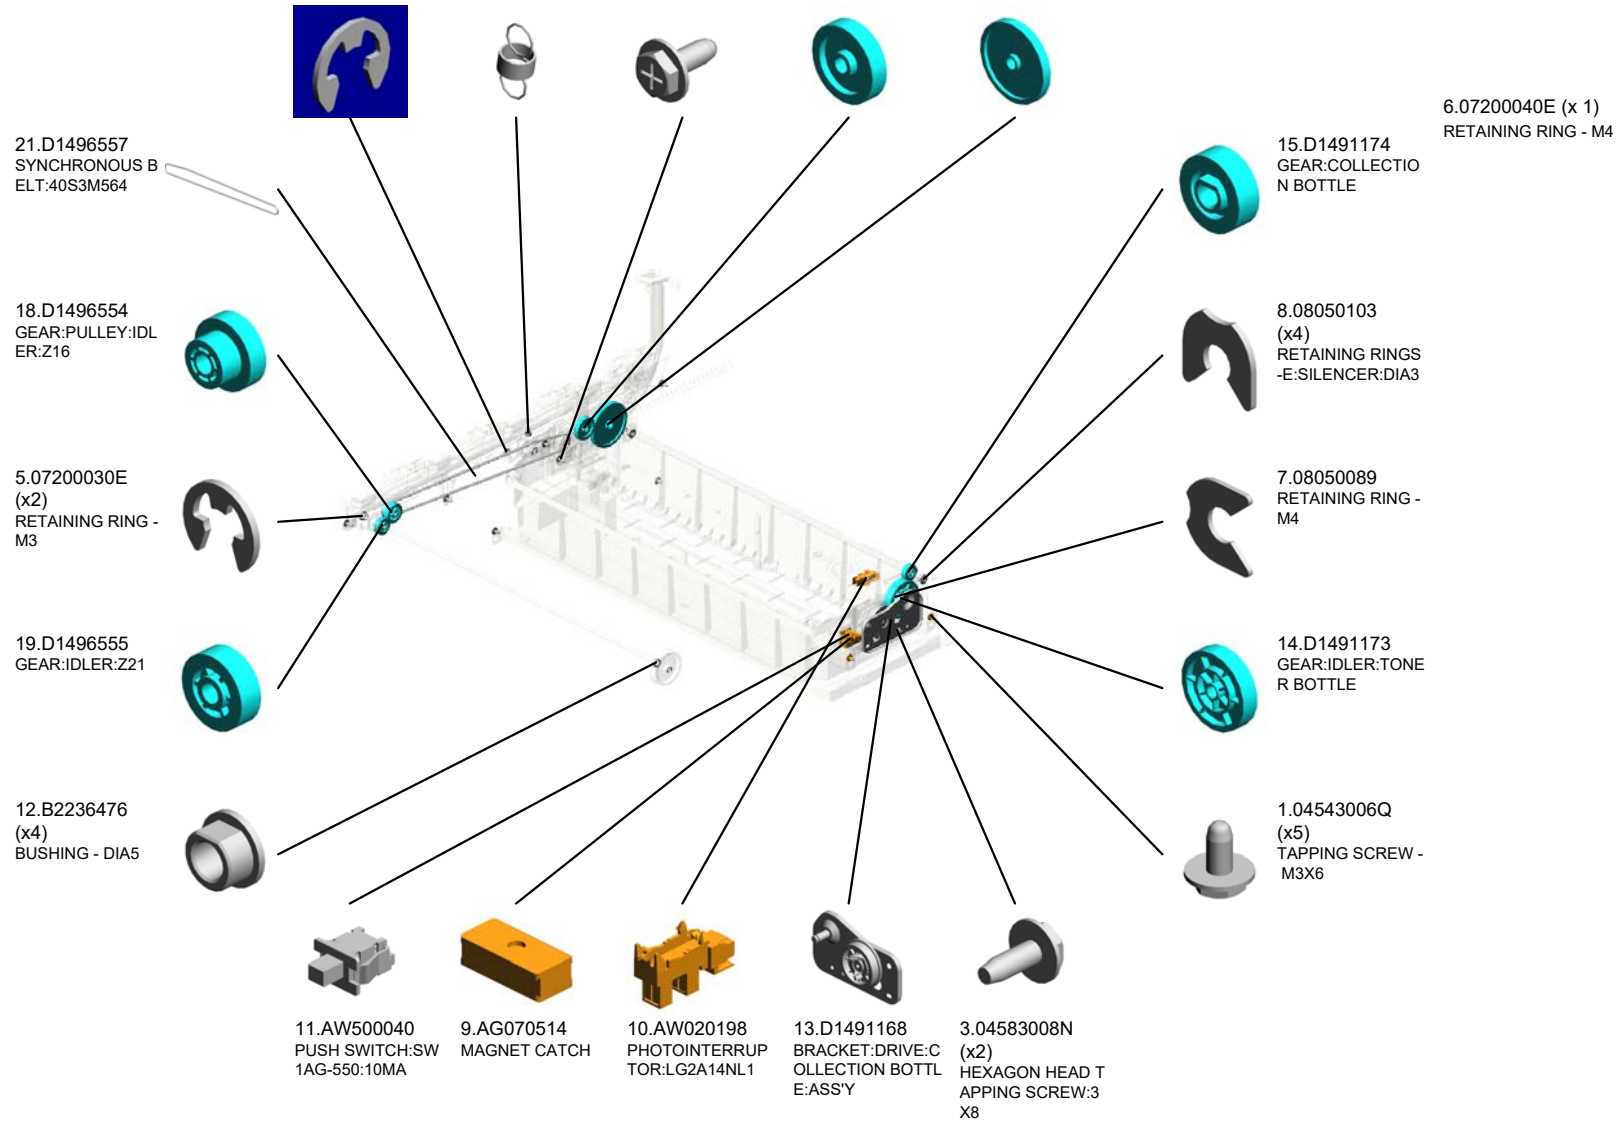 6.07200040E (x 1)
RETAINING RING - M4
21.D1496557
SYNCHRONOUS B
ELT:40S3M564
15.D1491174
GEAR:COLLECTIO
N BOTTLE
18.D1496554
GEAR:PULLEY:IDL
ER:Z16
8.08050103
(x4)
RETAINING RINGS
-E:SILENCER:DIA3
5.07200030E
(x2)
RETAINING RING -
M3
7.08050089
RETAINING RING -
M4
19.D1496555
GEAR:IDLER:Z21
14.D1491173
GEAR:IDLER:TONE
R BOTTLE
12.B2236476
(x4)
BUSHING - DIA5
1.04543006Q
(x5)
TAPPING SCREW -
M3X6
11.AW500040
PUSH SWITCH:SW
1AG-550:10MA
9.AG070514
MAGNET CATCH
10.AW020198
PHOTOINTERRUP
TOR:LG2A14NL1
13.D1491168
BRACKET:DRIVE:C
OLLECTION BOTTL
E:ASS'Y
3.04583008N
(x2)
HEXAGON HEAD T
APPING SCREW:3
X8